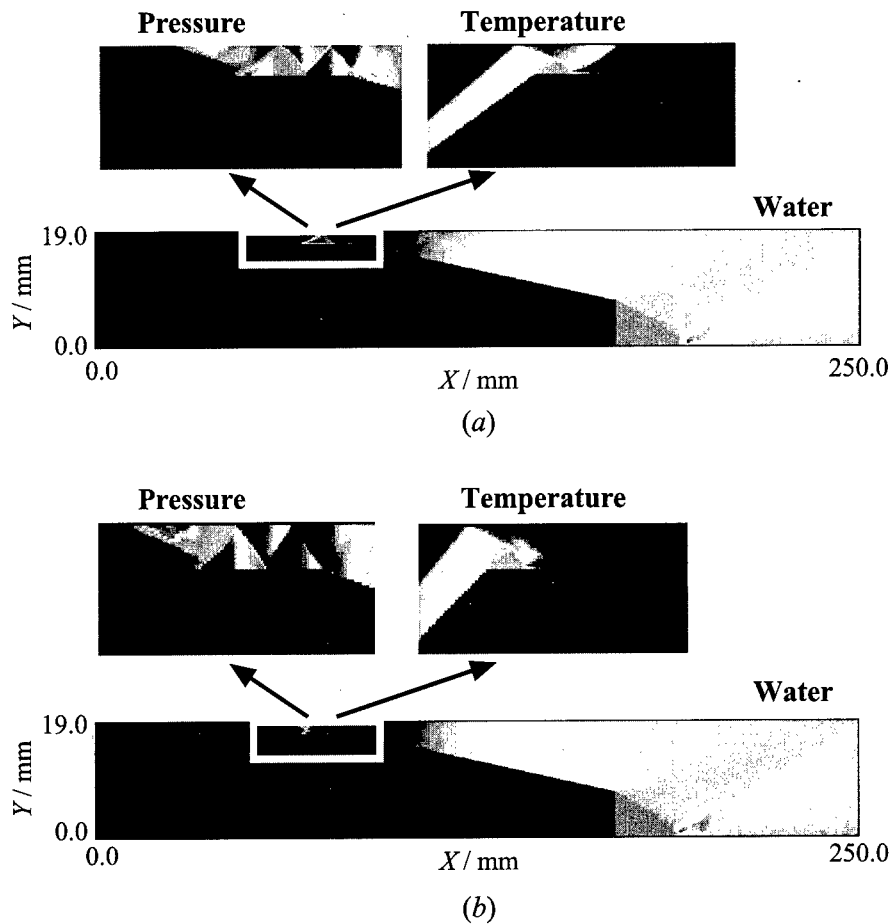 Pressure Temperature
Water
19.0
Y / mm
0.0
0.0 X / mm 250.0
(a)
Pressure Temperature
Water
19.0
Y / mm
0.0
0.0 X / mm 250.0
(b)